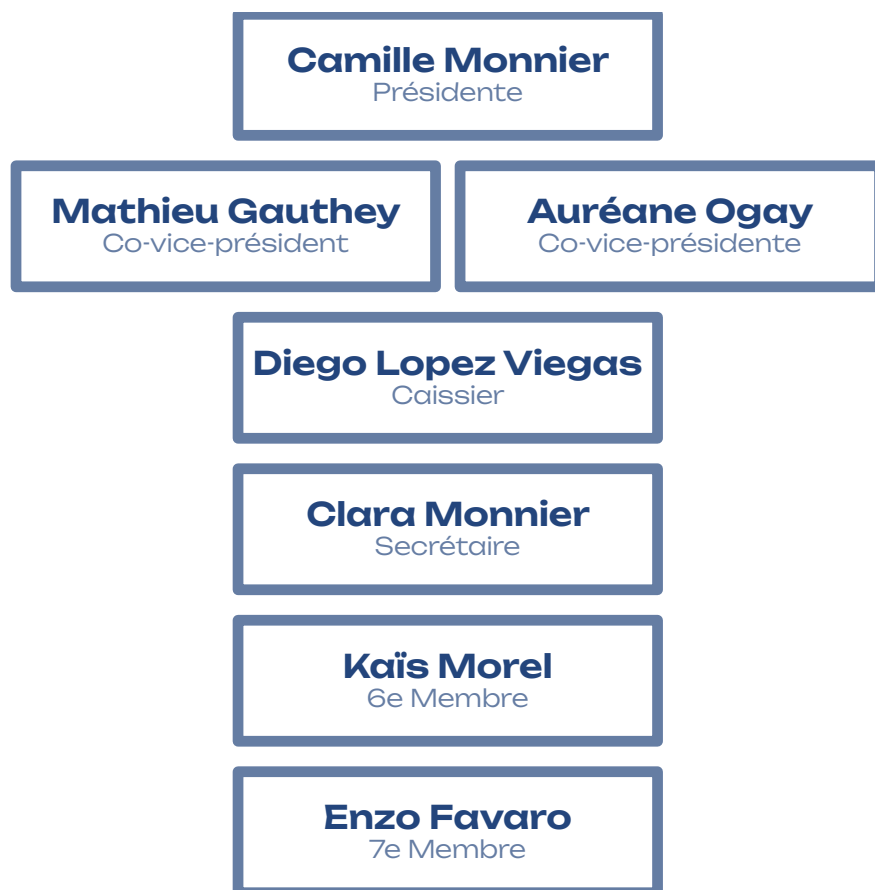 Camille Monnier
Présidente
Mathieu Gauthey
Co-vice-président
Auréane Ogay
Co-vice-présidente
Diego Lopez Viegas
Caissier
Clara Monnier
Secrétaire
Kaïs Morel
6e Membre
Enzo Favaro
7e Membre